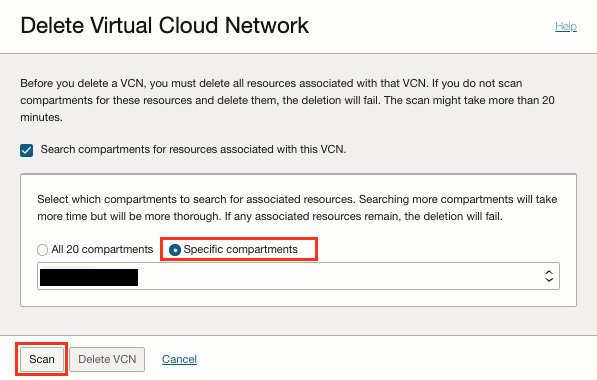 Delete Virtual Cloud Network
Help
Before you delete a VCN, you must delete all resources associated with that VCN. If you do not scan
compartments for these resources and delete them, the deletion will fail. The scan might take more than 20
minutes.
Search compartments for resources associated with this VCN.
Select which compartments to search for associated resources. Searching more compartments will take
more time but will be more thorough. If any associated resources remain, the deletion will fail.
All 20 compartments Specific compartments
Scan Delete VCN Cancel